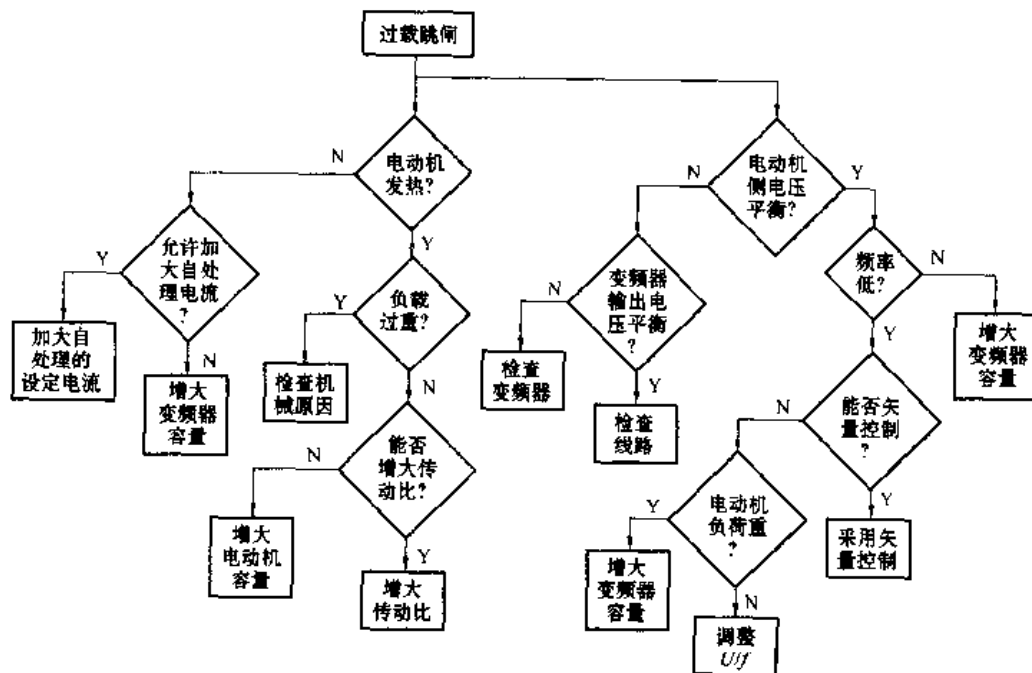 过载跳闸
N
电动机
发热?
N
电动机
侧电压
平衡?
Y
Y
允许加
大自处
理电流
?
Y
N
变频器
输出电
压平衡
?
频率
低?
N
Y
负载
过重?
加大自
处理的
设定电流
N
增大
变频器
容量
检查机
械原因
N
检查
变频器
Y
检查
线路
Y
增大
变频器
容量
N
能否
增大传
动比?
N
能否矢
量控制
?
Y
电动机
负荷重
?
Y
增大
电动机
容量
Y
增大
传动比
增大
变频器
容量
采用矢
量控制
N
调整
U/f